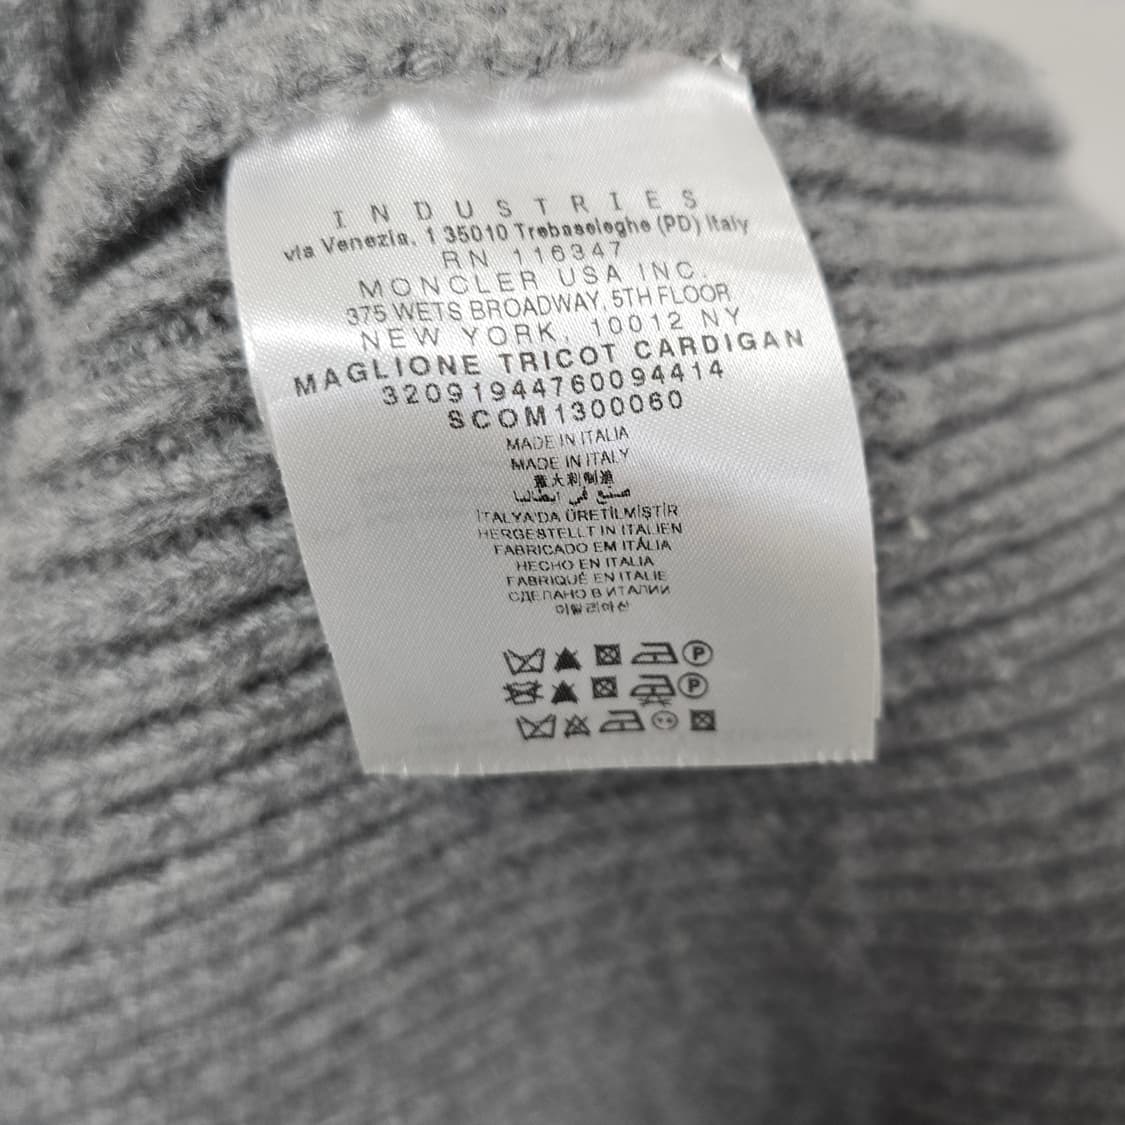 INDUSTRIES
via Venezia. 1 35010 Trebaseleghe (PD) Italy
RN 116347
MONCLER USA INC.
375 WETS BROADWAY, 5TH FLOOR
NEW YORK, 10012 NY
MAGLIONE TRICOT CARDIGAN
32091944760094414
SCOM1300060
MADE IN ITALIA
MADE IN ITALY
意大利制造
صنع في ايطاليا
İTALYA'DA ÜRETİLMİŞTİR
HERGESTELLT IN ITALIEN
FABRICADO EM ITÁLIA
HECHO EN ITALIA
FABRIQUÉ EN ITALIE
СДЕЛАНО В ИТАЛИИ
이탈리아산
P
P